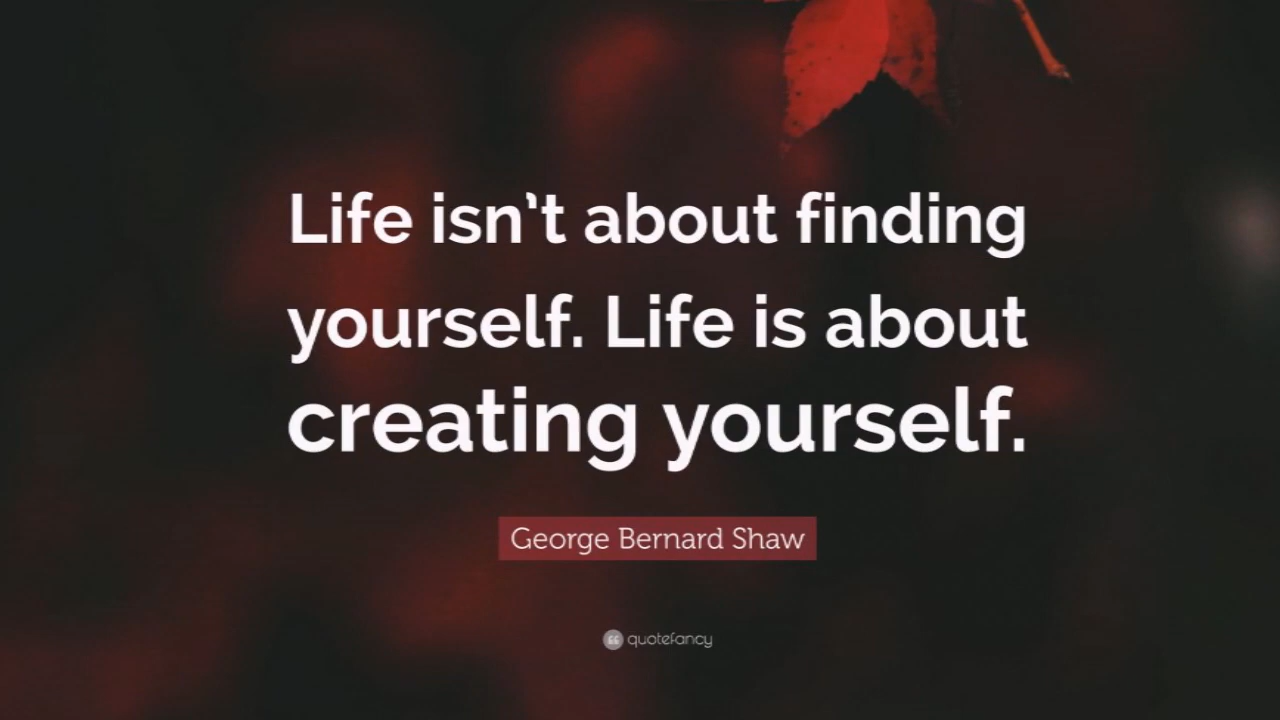 Life isn’t about finding
yourself. Life is about
creating yourself.
George Bernard Shaw
quotefancy